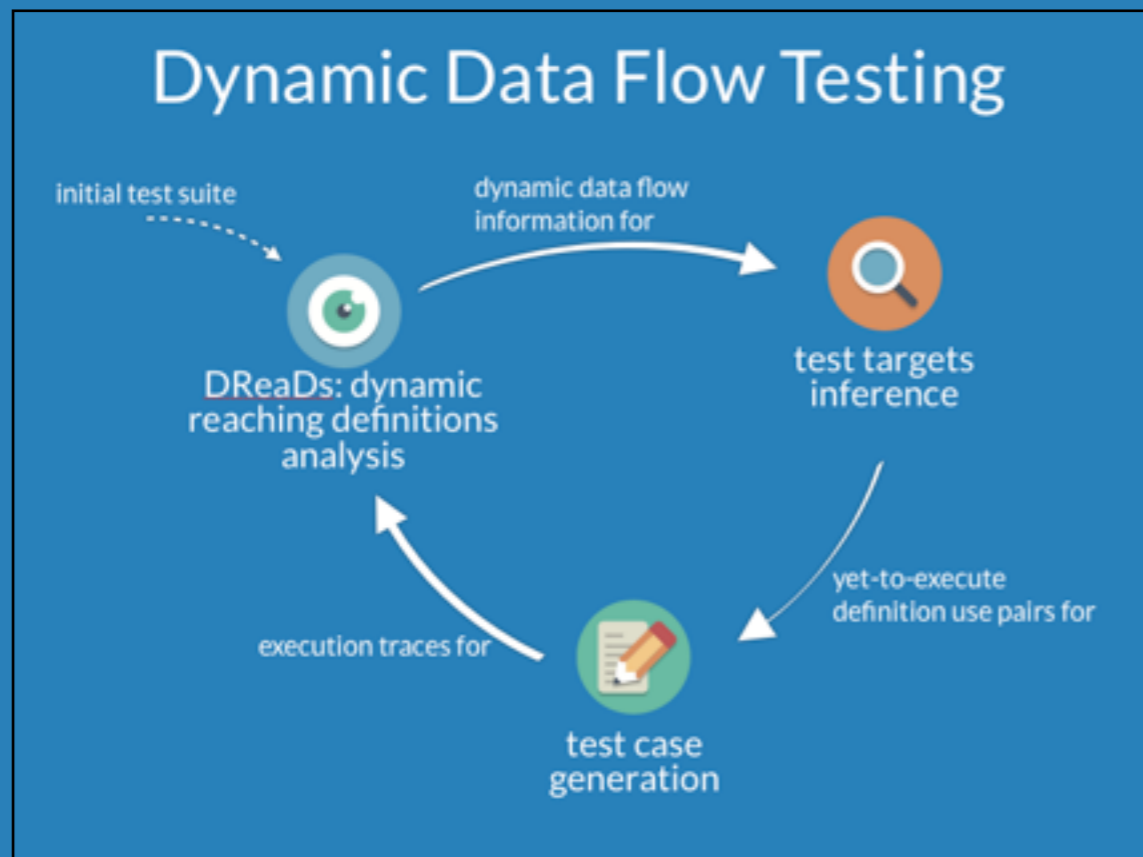 Dynamic Data Flow Testing
initial test suite
dynamic data flow
information for
DReaDs: dynamic
reaching definitions
analysis
test targets
inference
yet-to-execute
definition use pairs for
execution traces for
test case
generation